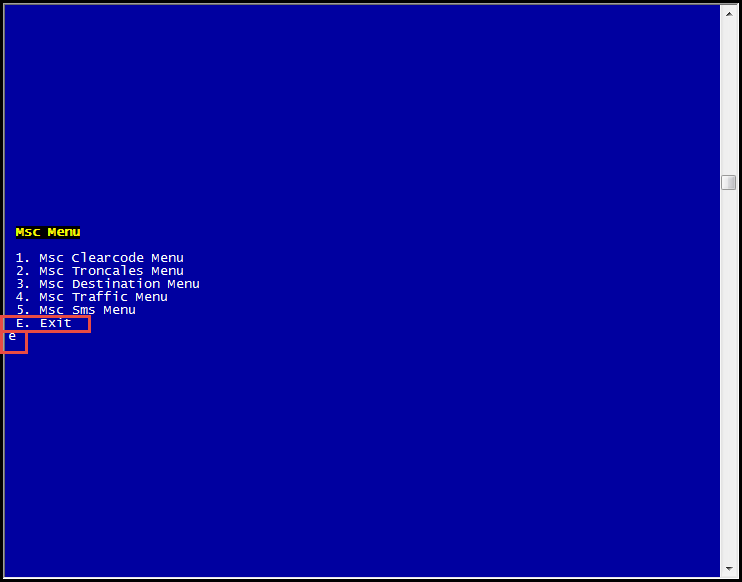 Msc Menu
1. Msc Clearcode Menu
2. Msc Troncales Menu
3. Msc Destination Menu
4. Msc Traffic Menu
5. Msc Sms Menu
E. Exit
e